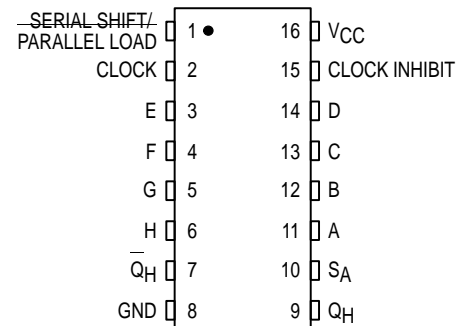 SERIAL SHIFT/
PARALLEL LOAD 1 16 VCC
CLOCK 2 15 CLOCK INHIBIT
E 3 14 D
F 4 13 C
G 5 12 B
H 6 11 A
Q̅H 7 10 SA
GND 8 9 QH